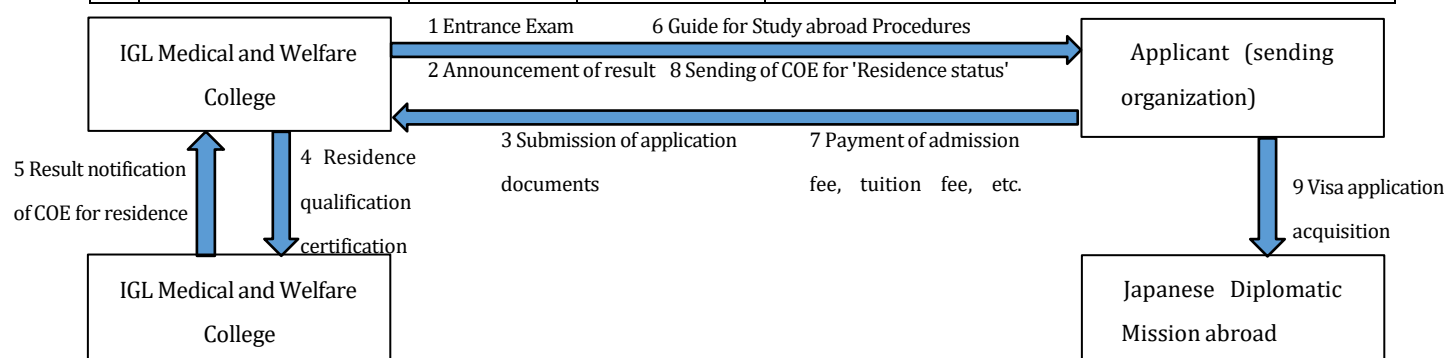 1 Entrance Exam 6 Guide for Study abroad Procedures
IGL Medical and Welfare
College
Applicant (sending
organization)
2 Announcement of result 8 Sending of COE for 'Residence status'
3 Submission of application
documents
7 Payment of admission
fee, tuition fee, etc.
5 Result notification
of COE for residence
4 Residence
qualification
certification
9 Visa application
acquisition
IGL Medical and Welfare
College
Japanese Diplomatic
Mission abroad